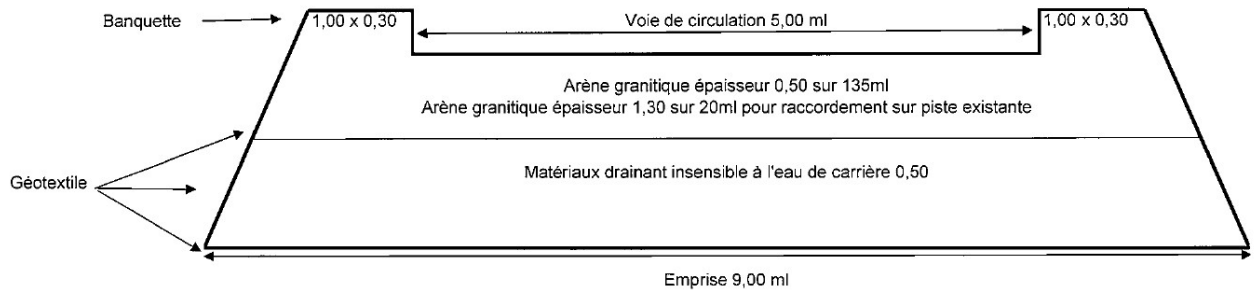 Banquette
1,00 x 0,30
Voie de circulation 5,00 ml
1,00 x 0,30
Arène granitique épaisseur 0,50 sur 135ml
Arène granitique épaisseur 1,30 sur 20ml pour raccordement sur piste existante
Géotextile
Matériaux drainant insensible à l'eau de carrière 0,50
Emprise 9,00 ml